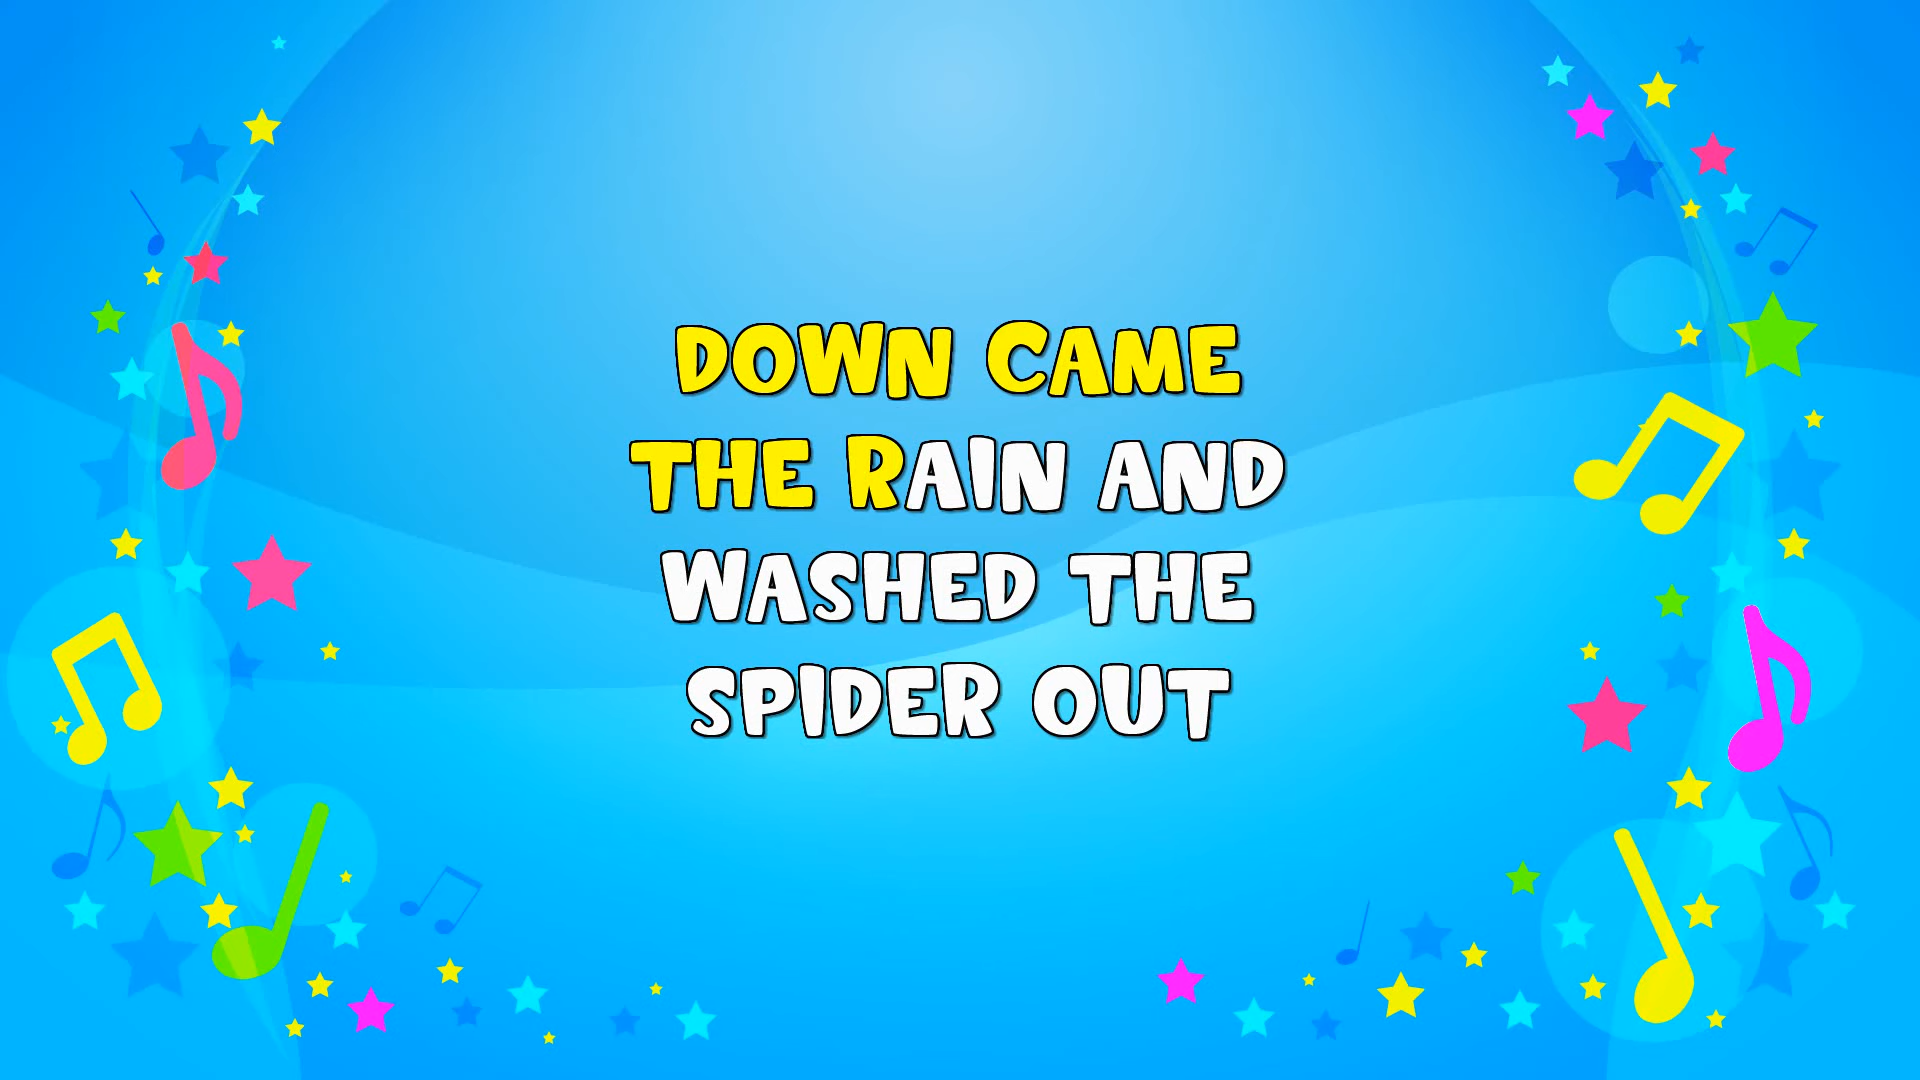 DOWN CAME
THE RAIN AND
WASHED THE
SPIDER OUT